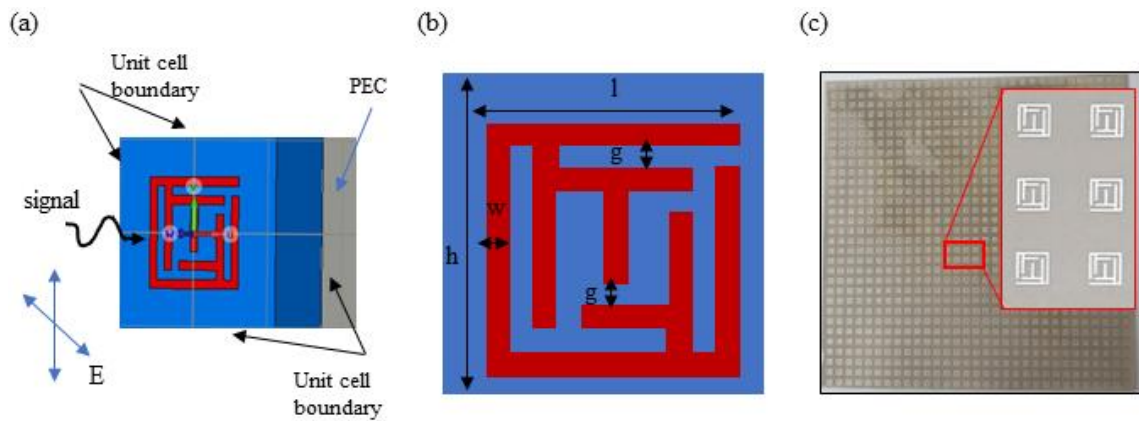 (a)
(b)
(c)
Unit cell
boundary
PEC
signal
E
Unit cell
boundary
l
g
w
h
g